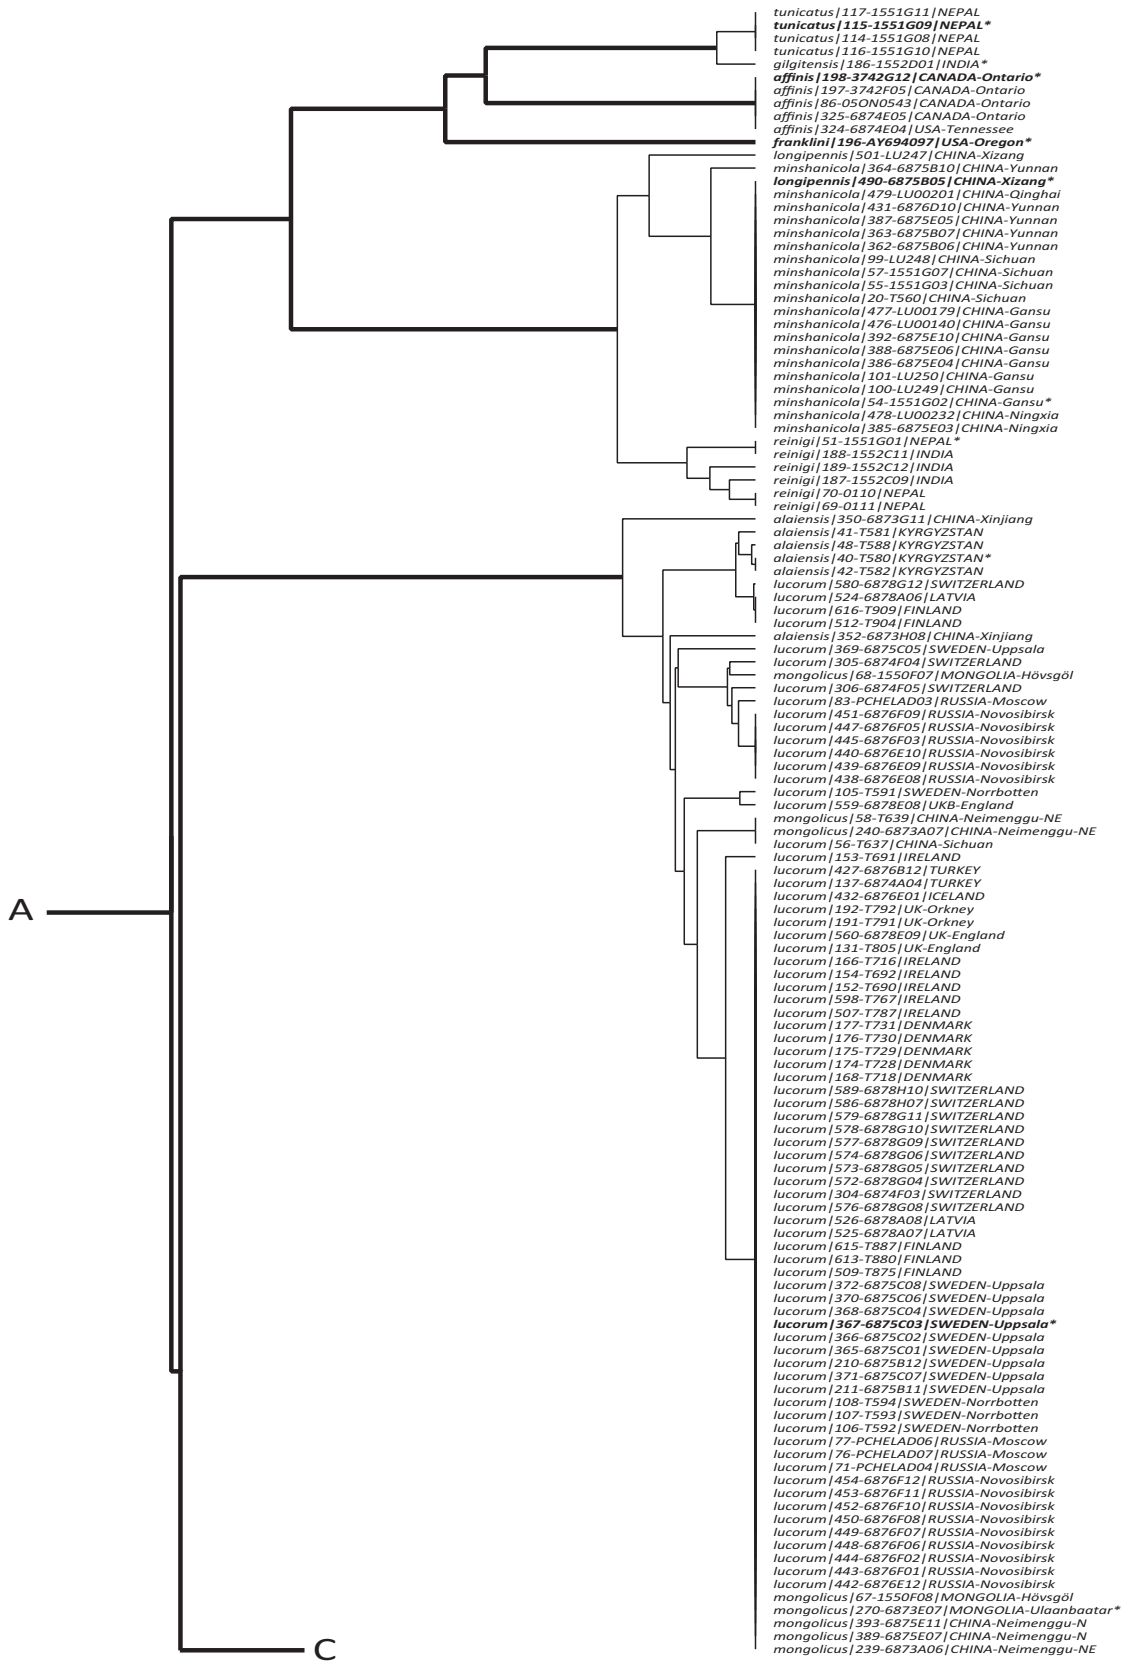 tunicatus|117-1551G11|NEPAL
tunicatus|115-1551G09|NEPAL*
tunicatus|114-1551G08|NEPAL
tunicatus|116-1551G10|NEPAL
gilgitensis|186-1552D01|INDIA*
affinis|198-3742G12|CANADA-Ontario*
affinis|197-3742F05|CANADA-Ontario
affinis|86-05ON0543|CANADA-Ontario
affinis|325-6874E05|CANADA-Ontario
affinis|324-6874E04|USA-Tennessee
franklini|196-AY694097|USA-Oregon*
longipennis|501-LU247|CHINA-Xizang
minshanicola|364-6875B10|CHINA-Yunnan
longipennis|490-6875B05|CHINA-Xizang*
minshanicola|479-LU00201|CHINA-Qinghai
minshanicola|431-6876D10|CHINA-Yunnan
minshanicola|387-6875E05|CHINA-Yunnan
minshanicola|363-6875B07|CHINA-Yunnan
minshanicola|362-6875B06|CHINA-Yunnan
minshanicola|99-LU248|CHINA-Sichuan
minshanicola|57-1551G07|CHINA-Sichuan
minshanicola|55-1551G03|CHINA-Sichuan
minshanicola|20-T560|CHINA-Sichuan
minshanicola|477-LU00179|CHINA-Gansu
minshanicola|476-LU00140|CHINA-Gansu
minshanicola|392-6875E10|CHINA-Gansu
minshanicola|388-6875E06|CHINA-Gansu
minshanicola|386-6875E04|CHINA-Gansu
minshanicola|101-LU250|CHINA-Gansu
minshanicola|100-LU249|CHINA-Gansu
minshanicola|54-1551G02|CHINA-Gansu*
minshanicola|478-LU00232|CHINA-Ningxia
minshanicola|385-6875E03|CHINA-Ningxia
reinigi|51-1551G01|NEPAL*
reinigi|188-1552C11|INDIA
reinigi|189-1552C12|INDIA
reinigi|187-1552C09|INDIA
reinigi|70-0110|NEPAL
reinigi|69-0111|NEPAL
alaiensis|350-6873G11|CHINA-Xinjiang
alaiensis|41-T581|KYRGYZSTAN
alaiensis|48-T588|KYRGYZSTAN
alaiensis|40-T580|KYRGYZSTAN*
alaiensis|42-T582|KYRGYZSTAN
lucorum|580-6878G12|SWITZERLAND
lucorum|524-6878A06|LATVIA
lucorum|616-T909|FINLAND
lucorum|512-T904|FINLAND
alaiensis|352-6873H08|CHINA-Xinjiang
lucorum|369-6875C05|SWEDEN-Uppsala
lucorum|305-6874F04|SWITZERLAND
mongolicus|68-1550F07|MONGOLIA-Hövsgöl
lucorum|306-6874F05|SWITZERLAND
lucorum|83-PCHELAD03|RUSSIA-Moscow
lucorum|451-6876F09|RUSSIA-Novosibirsk
lucorum|447-6876F05|RUSSIA-Novosibirsk
lucorum|445-6876F03|RUSSIA-Novosibirsk
lucorum|440-6876E10|RUSSIA-Novosibirsk
lucorum|439-6876E09|RUSSIA-Novosibirsk
lucorum|438-6876E08|RUSSIA-Novosibirsk
lucorum|105-T591|SWEDEN-Norrbotten
lucorum|559-6878E08|UKB-England
mongolicus|58-T639|CHINA-Neimenggu-NE
mongolicus|240-6873A07|CHINA-Neimenggu-NE
lucorum|56-T637|CHINA-Sichuan
lucorum|153-T691|IRELAND
lucorum|427-6876B12|TURKEY
lucorum|137-6874A04|TURKEY
lucorum|432-6876E01|ICELAND
A
lucorum|192-T792|UK-Orkney
lucorum|191-T791|UK-Orkney
lucorum|560-6878E09|UK-England
lucorum|131-T805|UK-England
lucorum|166-T716|IRELAND
lucorum|154-T692|IRELAND
lucorum|152-T690|IRELAND
lucorum|598-T767|IRELAND
lucorum|507-T787|IRELAND
lucorum|177-T731|DENMARK
lucorum|176-T730|DENMARK
lucorum|175-T729|DENMARK
lucorum|174-T728|DENMARK
lucorum|168-T718|DENMARK
lucorum|589-6878H10|SWITZERLAND
lucorum|586-6878H07|SWITZERLAND
lucorum|579-6878G11|SWITZERLAND
lucorum|578-6878G10|SWITZERLAND
lucorum|577-6878G09|SWITZERLAND
lucorum|574-6878G06|SWITZERLAND
lucorum|573-6878G05|SWITZERLAND
lucorum|572-6878G04|SWITZERLAND
lucorum|304-6874F03|SWITZERLAND
lucorum|576-6878G08|SWITZERLAND
lucorum|526-6878A08|LATVIA
lucorum|525-6878A07|LATVIA
lucorum|615-T887|FINLAND
lucorum|613-T880|FINLAND
lucorum|509-T875|FINLAND
lucorum|372-6875C08|SWEDEN-Uppsala
lucorum|370-6875C06|SWEDEN-Uppsala
lucorum|368-6875C04|SWEDEN-Uppsala
lucorum|367-6875C03|SWEDEN-Uppsala*
lucorum|366-6875C02|SWEDEN-Uppsala
lucorum|365-6875C01|SWEDEN-Uppsala
lucorum|210-6875B12|SWEDEN-Uppsala
lucorum|371-6875C07|SWEDEN-Uppsala
lucorum|211-6875B11|SWEDEN-Uppsala
lucorum|108-T594|SWEDEN-Norrbotten
lucorum|107-T593|SWEDEN-Norrbotten
lucorum|106-T592|SWEDEN-Norrbotten
lucorum|77-PCHELAD06|RUSSIA-Moscow
lucorum|76-PCHELAD07|RUSSIA-Moscow
lucorum|71-PCHELAD04|RUSSIA-Moscow
lucorum|454-6876F12|RUSSIA-Novosibirsk
lucorum|453-6876F11|RUSSIA-Novosibirsk
lucorum|452-6876F10|RUSSIA-Novosibirsk
lucorum|450-6876F08|RUSSIA-Novosibirsk
lucorum|449-6876F07|RUSSIA-Novosibirsk
lucorum|448-6876F06|RUSSIA-Novosibirsk
lucorum|444-6876F02|RUSSIA-Novosibirsk
lucorum|443-6876F01|RUSSIA-Novosibirsk
lucorum|442-6876E12|RUSSIA-Novosibirsk
mongolicus|67-1550F08|MONGOLIA-Hövsgöl
mongolicus|270-6873E07|MONGOLIA-Ulaanbaatar*
mongolicus|393-6875E11|CHINA-Neimenggu-N
mongolicus|389-6875E07|CHINA-Neimenggu-N
mongolicus|239-6873A06|CHINA-Neimenggu-NE
C